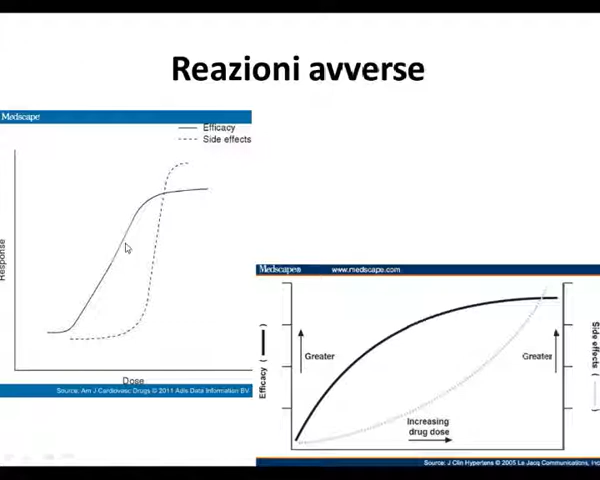 Reazioni avverse
Medscape®
Efficacy
Side effects
Response
Dose
Source: Am J Cardiovasc Drugs © 2011 Adis Data Information BV
Medscape® www.medscape.com
Efficacy ( )
Greater
Greater
Side effects ( )
Increasing
drug dose
Source: J Clin Hypertens © 2005 Le Jacq Communications, Inc.